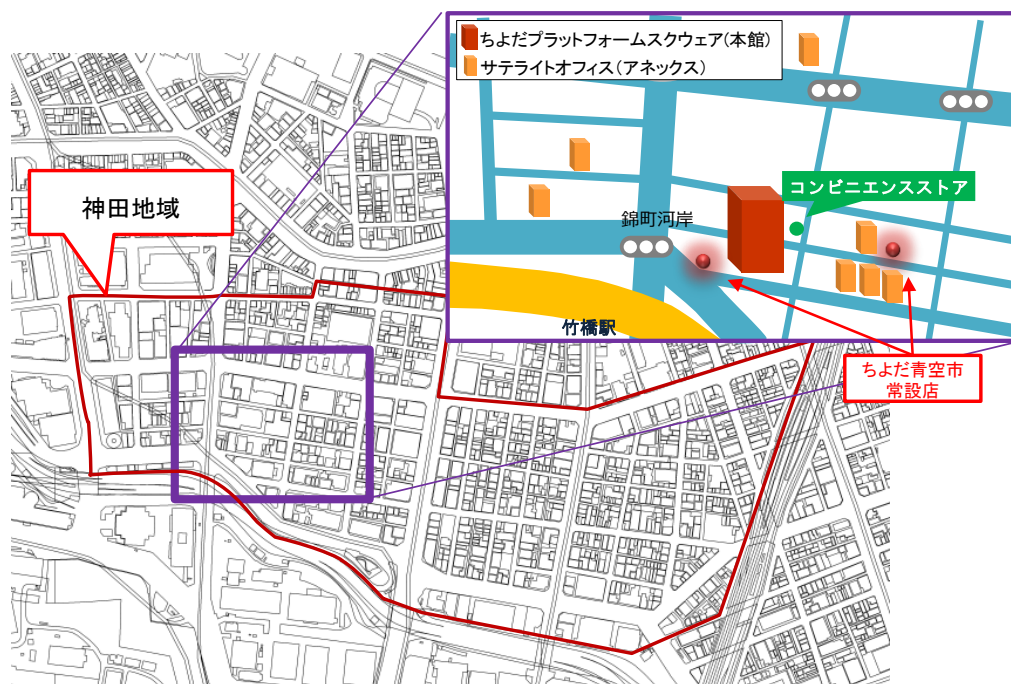 ちよだプラットフォームスクウェア(本館)
サテライトオフィス(アネックス)
コンビニエンスストア
神田地域
錦町河岸
竹橋駅
ちよだ青空市
常設店